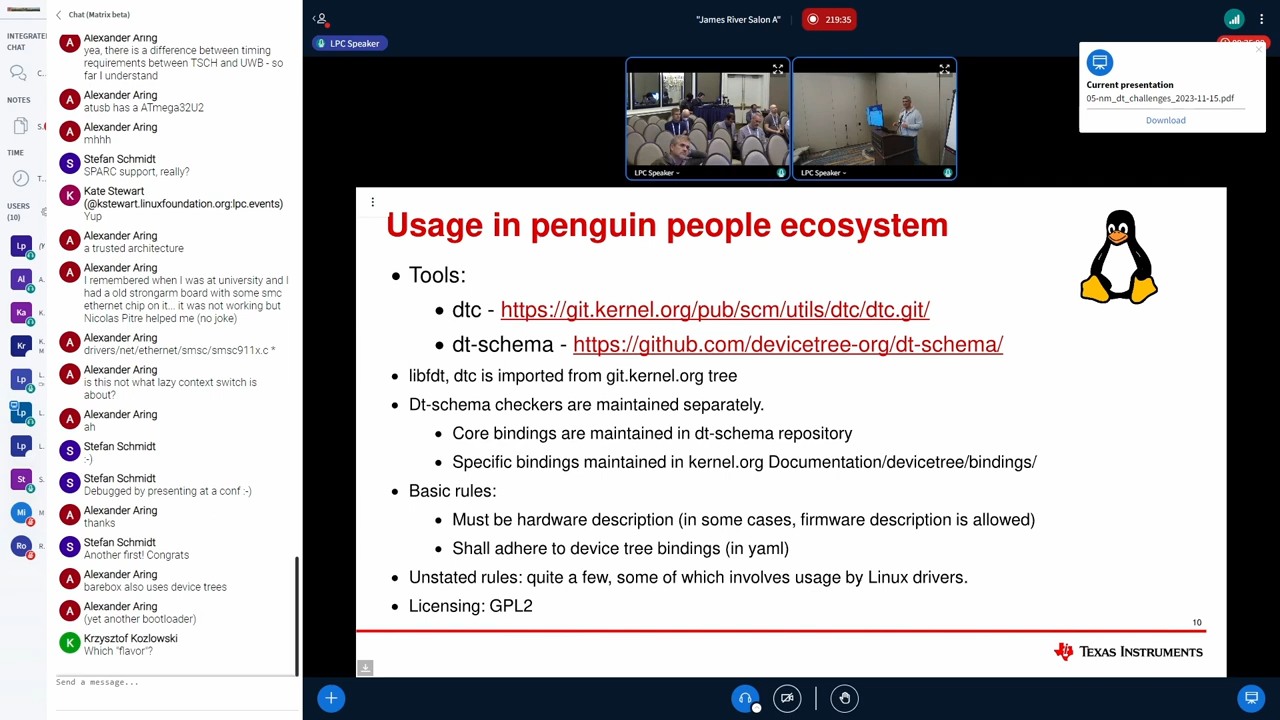 Chat (Matrix beta)
"James River Salon A"
219:35
LPC Speaker
INTEGRATE
CHAT
C..
NOTES
S.
TIME
T..
USERS
(10)
Alexander Aring
yea, there is a difference between timing
requirements between TSCH and UWB - so
far I understand
Alexander Aring
atusb has a ATmega32U2
Alexander Aring
mhhh
Stefan Schmidt
SPARC support, really?
Kate Stewart
(@kstewart.linuxfoundation.org:lpc.events)
Yup
Alexander Aring
a trusted architecture
Alexander Aring
I remembered when I was at university and I
had a old strongarm board with some smc
ethernet chip on it... it was not working but
Nicolas Pitre helped me (no joke)
Alexander Aring
drivers/net/ethernet/smsc/smsc911x.c *
Alexander Aring
is this not what lazy context switch is
about?
Alexander Aring
ah
Stefan Schmidt
:-)
Stefan Schmidt
Debugged by presenting at a conf :-)
Alexander Aring
thanks
Stefan Schmidt
Another first! Congrats
Alexander Aring
barebox also uses device trees
Alexander Aring
(yet another bootloader)
Krzysztof Kozlowski
Which "flavor"?
Send a message...
LPC Speaker
LPC Speaker
Current presentation
05-nm_dt_challenges_2023-11-15.pdf
Download
Usage in penguin people ecosystem
• Tools:
• dtc - https://git.kernel.org/pub/scm/utils/dtc/dtc.git/
• dt-schema - https://github.com/devicetree-org/dt-schema/
• libfdt, dtc is imported from git.kernel.org tree
• Dt-schema checkers are maintained separately.
• Core bindings are maintained in dt-schema repository
• Specific bindings maintained in kernel.org Documentation/devicetree/bindings/
• Basic rules:
• Must be hardware description (in some cases, firmware description is allowed)
• Shall adhere to device tree bindings (in yaml)
• Unstated rules: quite a few, some of which involves usage by Linux drivers.
• Licensing: GPL2
10
TEXAS INSTRUMENTS